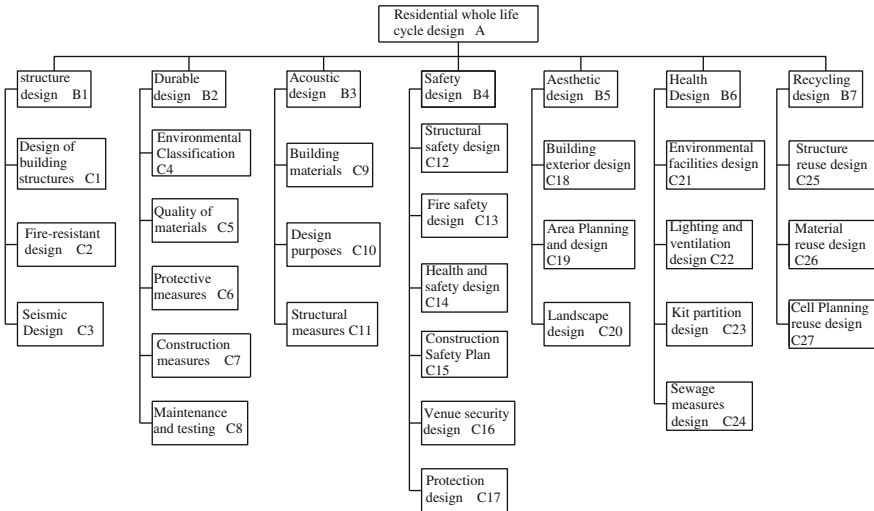 Residential whole life
cycle design A
structure
design B1
Design of
building
structures C1
Fire-resistant
design C2
Seismic
Design C3
Durable
design B2
Environmental
Classification
C4
Quality of
materials C5
Protective
measures C6
Construction
measures C7
Maintenance
and testing C8
Acoustic
design B3
Building
materials C9
Design
purposes C10
Structural
measures C11
Safety
design B4
Structural
safety design
C12
Fire safety
design C13
Health and
safety design
C14
Construction
Safety Plan
C15
Venue security
design C16
Protection
design C17
Aesthetic
design B5
Building
exterior design
C18
Area Planning
and design
C19
Landscape
design C20
Health
Design B6
Environmental
facilities design
C21
Lighting and
ventilation
design C22
Kit partition
design C23
Sewage
measures
design C24
Recycling
design B7
Structure
reuse design
C25
Material
reuse design
C26
Cell Planning
reuse design
C27